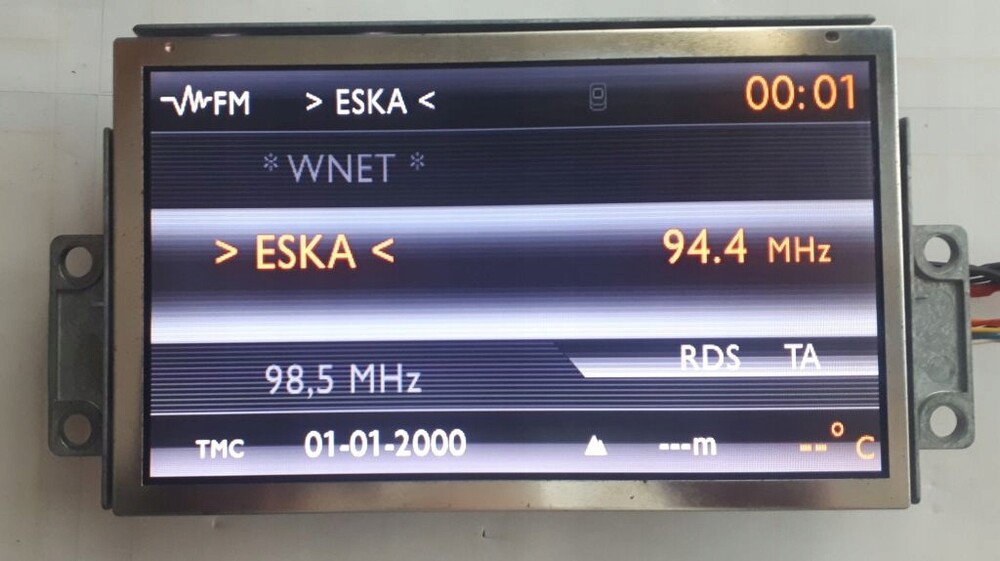 FM > ESKA < 00:01
* WNET *
> ESKA < 94.4 MHz
RDS TA
98,5 MHz
TMC 01-01-2000 ---m --° C